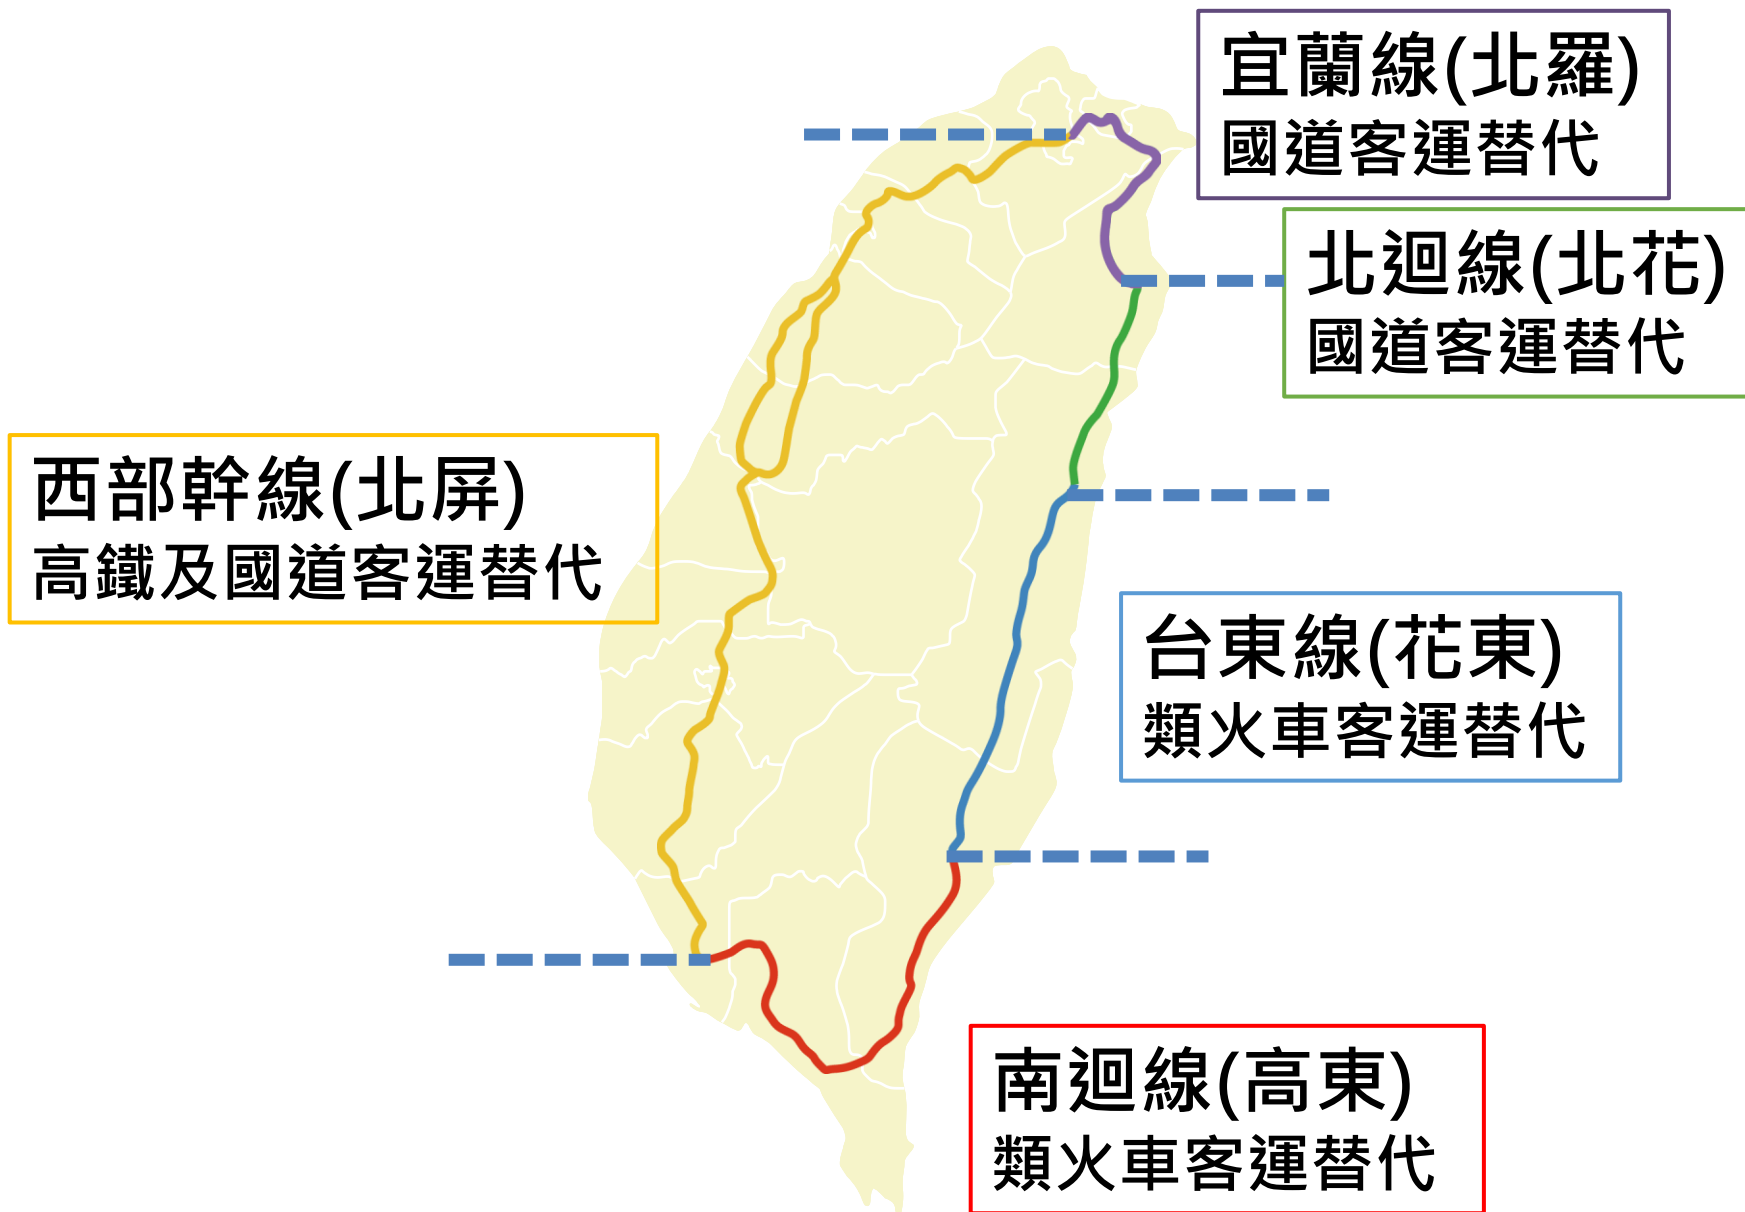 宜蘭線(北羅)
國道客運替代
北迴線(北花)
國道客運替代
西部幹線(北屏)
高鐵及國道客運替代
台東線(花東)
類火車客運替代
南迴線(高東)
類火車客運替代